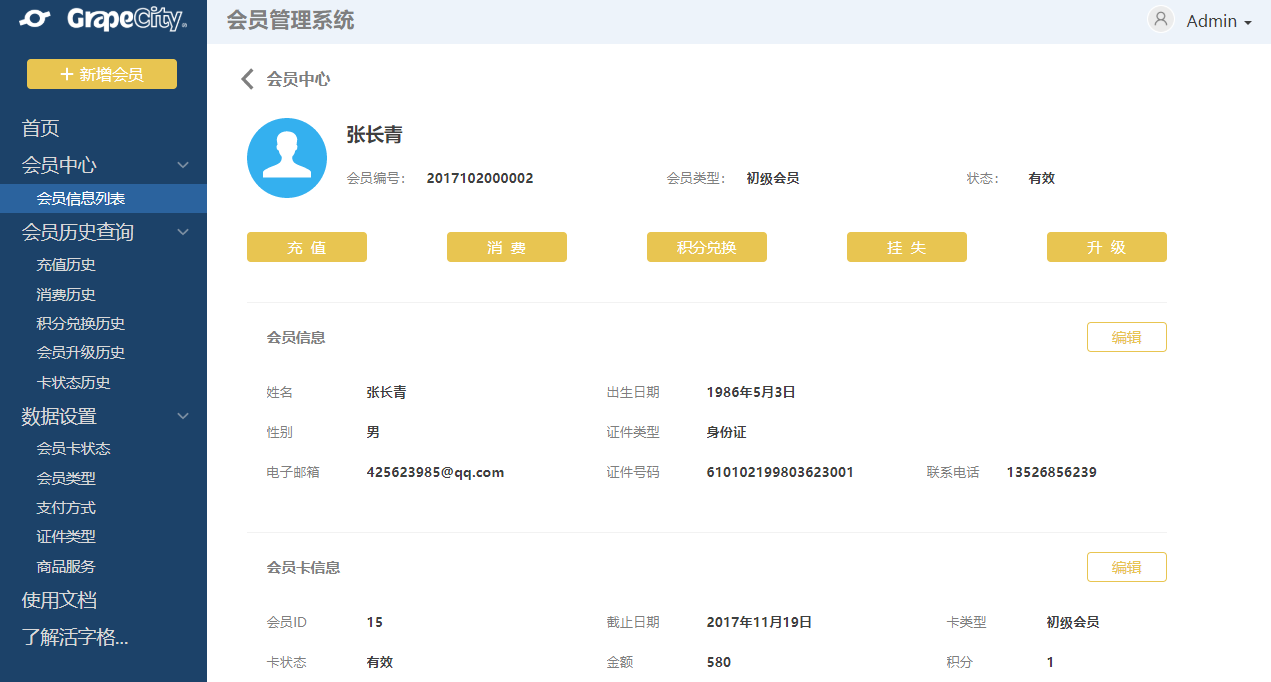 GrapeCity
会员管理系统
Admin
+ 新增会员
首页
会员中心
会员信息列表
会员历史查询
充值历史
消费历史
积分兑换历史
会员升级历史
卡状态历史
数据设置
会员卡状态
会员类型
支付方式
证件类型
商品服务
使用文档
了解活字格...
会员中心
张长青
会员编号: 2017102000002 会员类型: 初级会员 状态: 有效
充 值 消 费 积分兑换 挂 失 升 级
会员信息 编辑
姓名 张长青 出生日期 1986年5月3日
性别 男 证件类型 身份证
电子邮箱 425623985@qq.com 证件号码 610102199803623001 联系电话 13526856239
会员卡信息 编辑
会员ID 15 截止日期 2017年11月19日 卡类型 初级会员
卡状态 有效 金额 580 积分 1